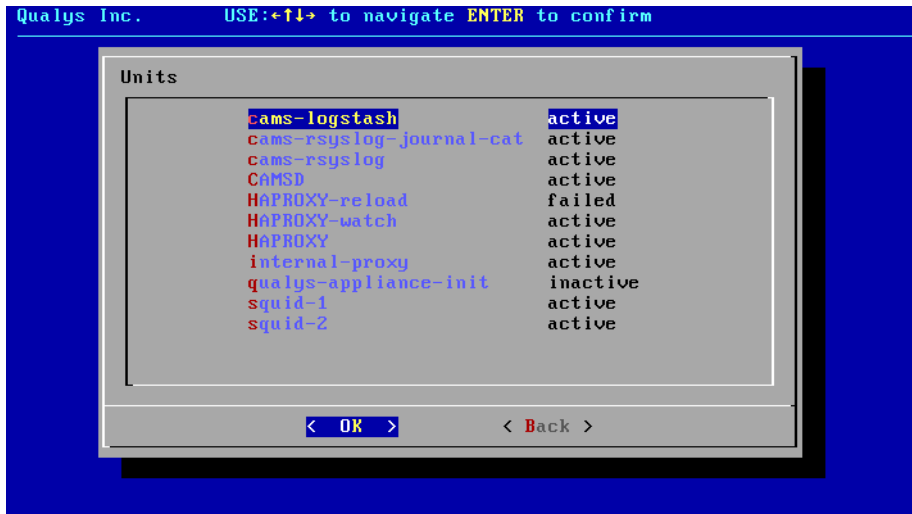 Qualys Inc. USE:←↑↓→ to navigate ENTER to confirm
Units
cams-logstash active
cams-rsyslog-journal-cat active
cams-rsyslog active
CAMSD active
HAPROXY-reload failed
HAPROXY-watch active
HAPROXY active
internal-proxy active
qualys-appliance-init inactive
squid-1 active
squid-2 active
< OK > < Back >